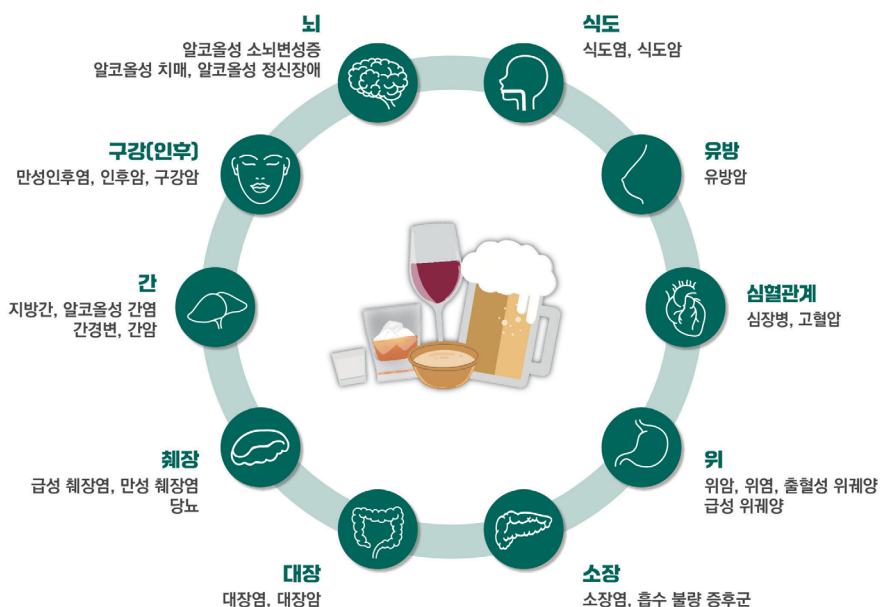 뇌
알코올성 소뇌변성증
알코올성 치매, 알코올성 정신장애
식도
식도염, 식도암
구강(인후)
만성인후염, 인후암, 구강암
유방
유방암
간
지방간, 알코올성 간염
간경변, 간암
심혈관계
심장병, 고혈압
췌장
급성 췌장염, 만성 췌장염
당뇨
위
위암, 위염, 출혈성 위궤양
급성 위궤양
대장
대장염, 대장암
소장
소장염, 흡수 불량 증후군